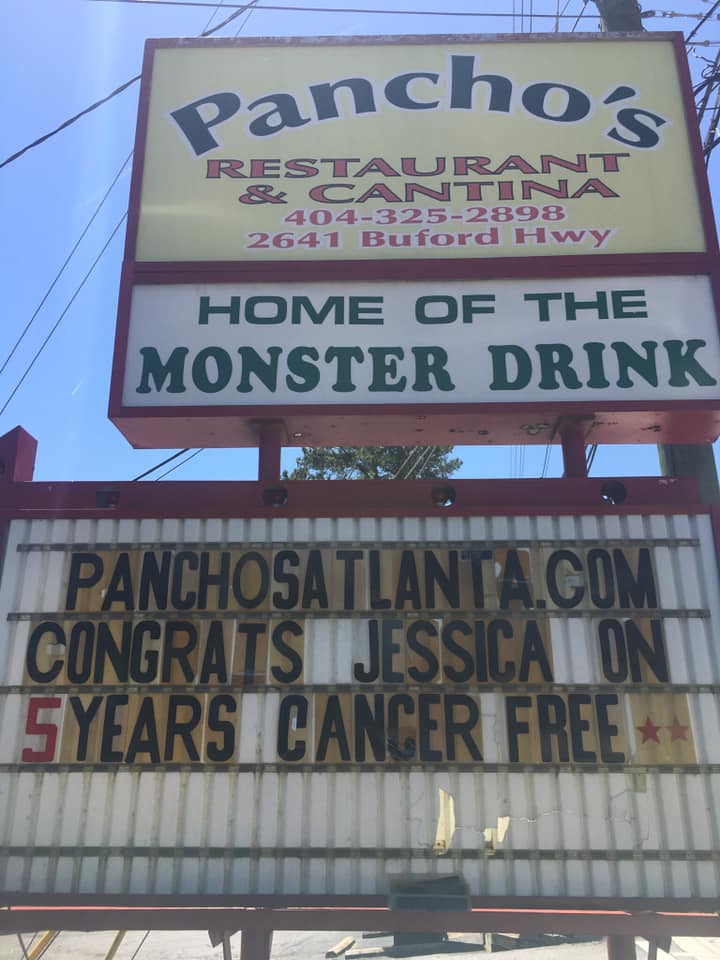 Pancho's
RESTAURANT
& CANTINA
404-325-2898
2641 Buford Hwy
HOME OF THE
MONSTER DRINK
PANCHOSATLANTA.COM
CONGRATS JESSICA ON
5 YEARS CANCER FREE